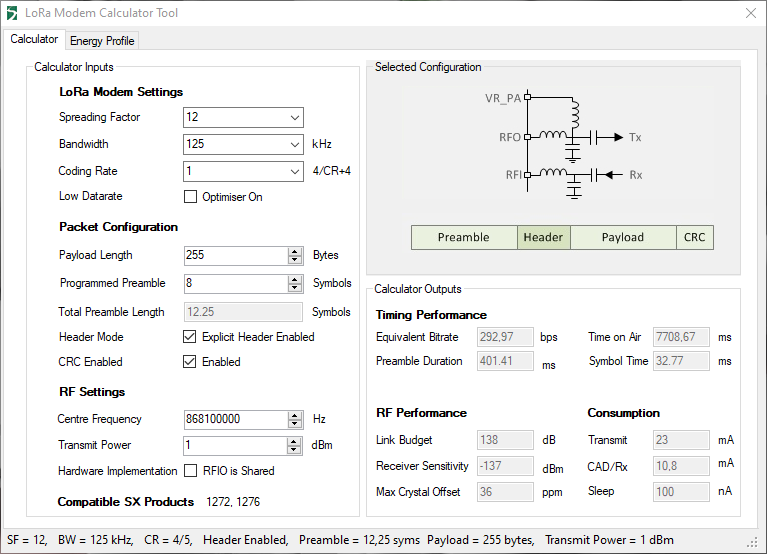 LoRa Modem Calculator Tool
Calculator
Energy Profile
Calculator Inputs
LoRa Modem Settings
Spreading Factor 12
Bandwidth 125 kHz
Coding Rate 1 4/CR+4
Low Datarate Optimiser On
Packet Configuration
Payload Length 255 Bytes
Programmed Preamble 8 Symbols
Total Preamble Length 12.25 Symbols
Header Mode Explicit Header Enabled
CRC Enabled Enabled
RF Settings
Centre Frequency 868100000 Hz
Transmit Power 1 dBm
Hardware Implementation RFIO is Shared
Compatible SX Products 1272, 1276
Selected Configuration
VR_PA
RFO Tx
RFI Rx
Preamble Header Payload CRC
Calculator Outputs
Timing Performance
Equivalent Bitrate 292,97 bps Time on Air 7708,67 ms
Preamble Duration 401.41 ms Symbol Time 32.77 ms
RF Performance Consumption
Link Budget 138 dB Transmit 23 mA
Receiver Sensitivity -137 dBm CAD/Rx 10,8 mA
Max Crystal Offset 36 ppm Sleep 100 nA
SF = 12, BW = 125 kHz, CR = 4/5, Header Enabled, Preamble = 12,25 syms Payload = 255 bytes, Transmit Power = 1 dBm